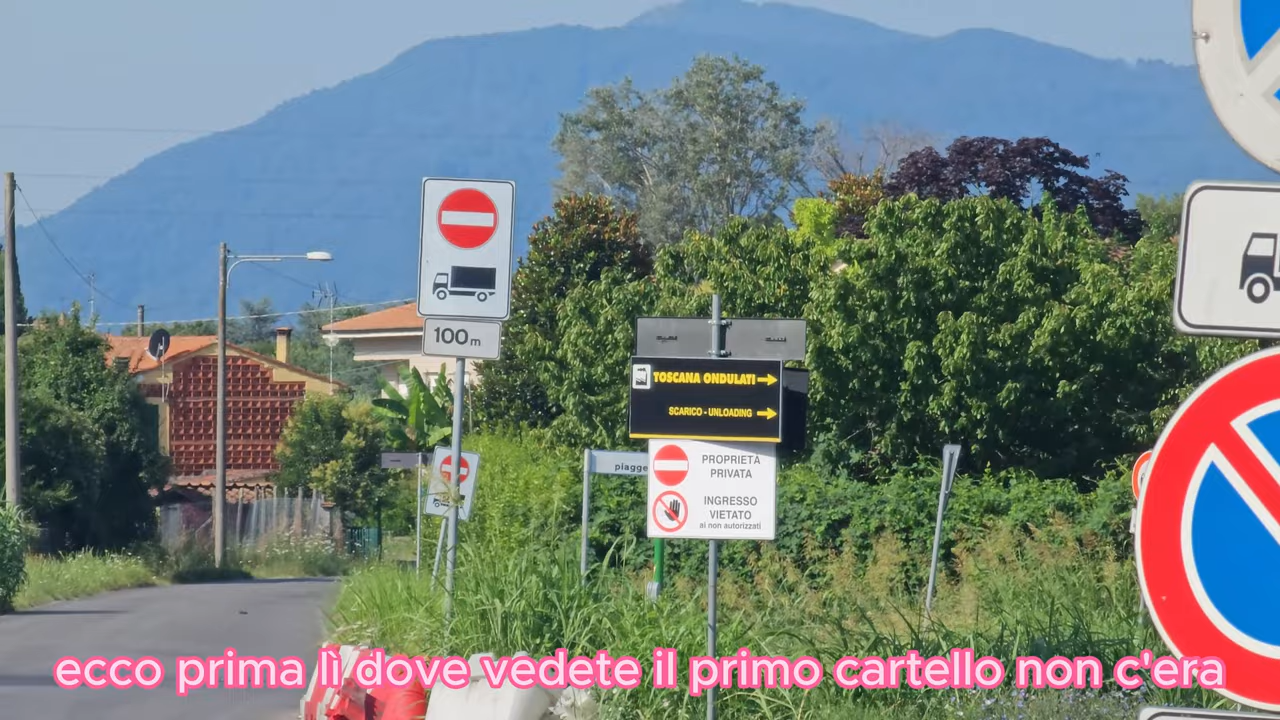 100 m
TOSCANA ONDULATI
SCARICO - UNLOADING
piagge
PROPRIETÀ
PRIVATA
INGRESSO
VIETATO
ai non autorizzati
ecco prima lì dove vedete il primo cartello non c'era